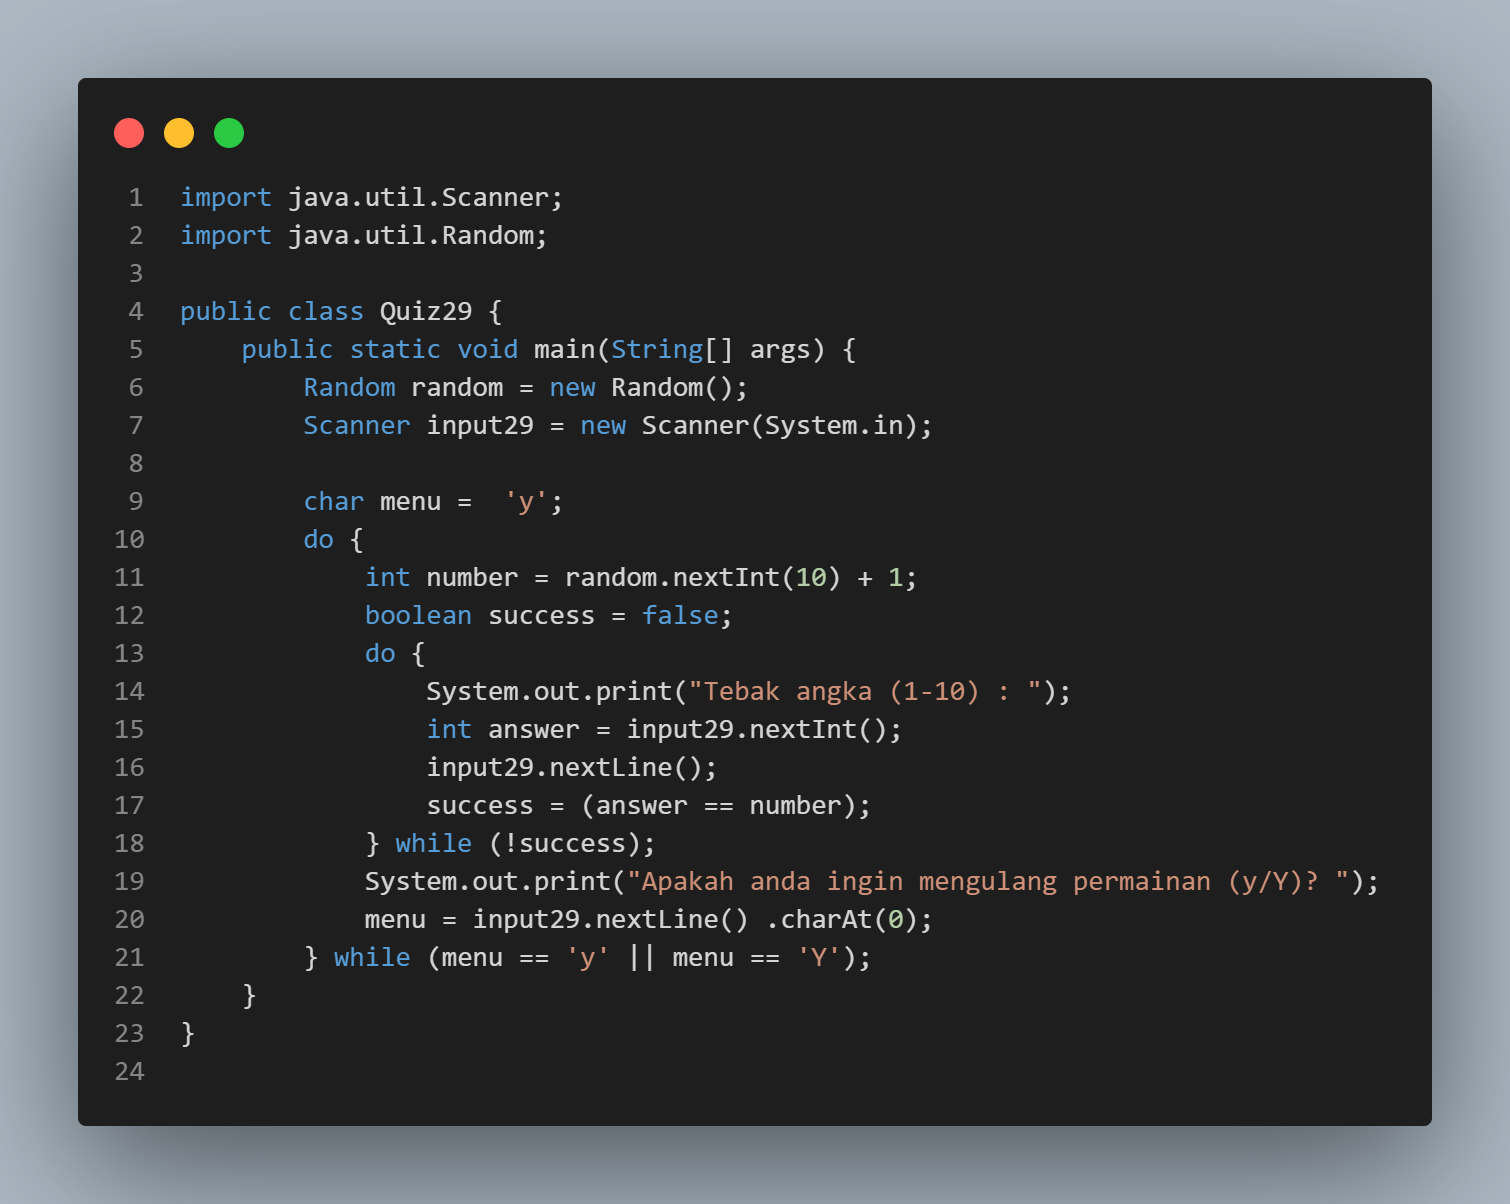 1 import java.util.Scanner;
2 import java.util.Random;
3
4 public class Quiz29 {
5     public static void main(String[] args) {
6         Random random = new Random();
7         Scanner input29 = new Scanner(System.in);
8
9         char menu =  'y';
10         do {
11             int number = random.nextInt(10) + 1;
12             boolean success = false;
13             do {
14                 System.out.print("Tebak angka (1-10) : ");
15                 int answer = input29.nextInt();
16                 input29.nextLine();
17                 success = (answer == number);
18             } while (!success);
19             System.out.print("Apakah anda ingin mengulang permainan (y/Y)? ");
20             menu = input29.nextLine() .charAt(0);
21         } while (menu == 'y' || menu == 'Y');
22     }
23 }
24